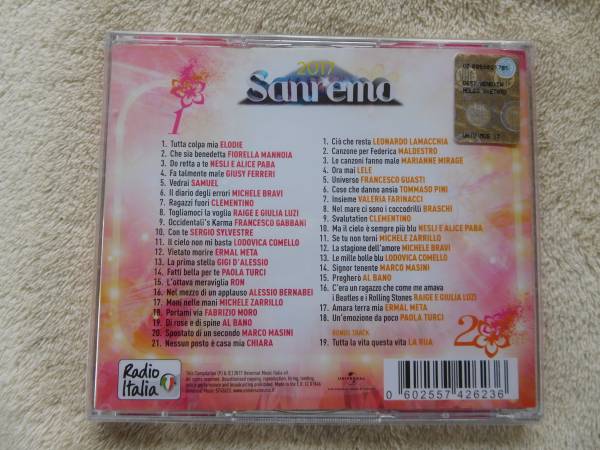 2017
Sanremo
1
1. Tutta colpa mia ELODIE
2. Che sia benedetta FIORELLA MANNOIA
3. Do retta a te NESLI E ALICE PABA
4. Fa talmente male GIUSY FERRERI
5. Vedrai SAMUEL
6. Il diario degli errori MICHELE BRAVI
7. Ragazzi fuori CLEMENTINO
8. Togliamoci la voglia RAIGE E GIULIA LUZI
9. Occidentali's Karma FRANCESCO GABBANI
10. Con te SERGIO SYLVESTRE
11. Il cielo non mi basta LODOVICA COMELLO
12. Vietato morire ERMAL META
13. La prima stella GIGI D'ALESSIO
14. Fatti bella per te PAOLA TURCI
15. L'ottava meraviglia RON
16. Nel mezzo di un applauso ALESSIO BERNABEI
17. Mani nelle mani MICHELE ZARRILLO
18. Portami via FABRIZIO MORO
19. Di rose e di spine AL BANO
20. Spostato di un secondo MARCO MASINI
21. Nessun posto è casa mia CHIARA
1. Ciò che resta LEONARDO LAMACCHIA
2. Canzone per Federica MALDESTRO
3. Le canzoni fanno male MARIANNE MIRAGE
4. Ora mai LELE
5. Universo FRANCESCO GUASTI
6. Cose che danno ansia TOMMASO PINI
7. Insieme VALERIA FARINACCI
8. Nel mare ci sono i coccodrilli BRASCHI
9. Svalutation CLEMENTINO
10. Ma il cielo è sempre più blu NESLI E ALICE PABA
11. Se tu non torni MICHELE ZARRILLO
12. La stagione dell'amore MICHELE BRAVI
13. Le mille bolle blu LODOVICA COMELLO
14. Signor tenente MARCO MASINI
15. Pregherò AL BANO
16. C'era un ragazzo che come me amava
i Beatles e i Rolling Stones RAIGE E GIULIA LUZI
17. Amara terra mia ERMAL META
18. Un'emozione da poco PAOLA TURCI
BONUS TRACK
19. Tutta la vita questa vita LA RUA
2
Radio
Italia
UNIVERSAL
0 602557 426236